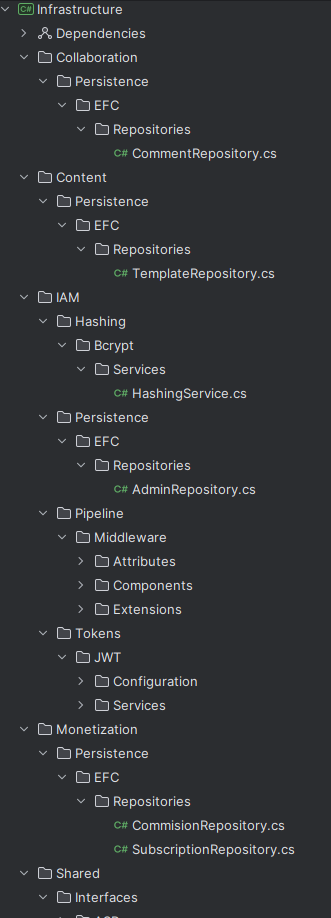 C# Infrastructure
Dependencies
Collaboration
Persistence
EFC
Repositories
C# CommentRepository.cs
Content
Persistence
EFC
Repositories
C# TemplateRepository.cs
IAM
Hashing
Bcrypt
Services
C# HashingService.cs
Persistence
EFC
Repositories
C# AdminRepository.cs
Pipeline
Middleware
Attributes
Components
Extensions
Tokens
JWT
Configuration
Services
Monetization
Persistence
EFC
Repositories
C# CommisionRepository.cs
C# SubscriptionRepository.cs
Shared
Interfaces